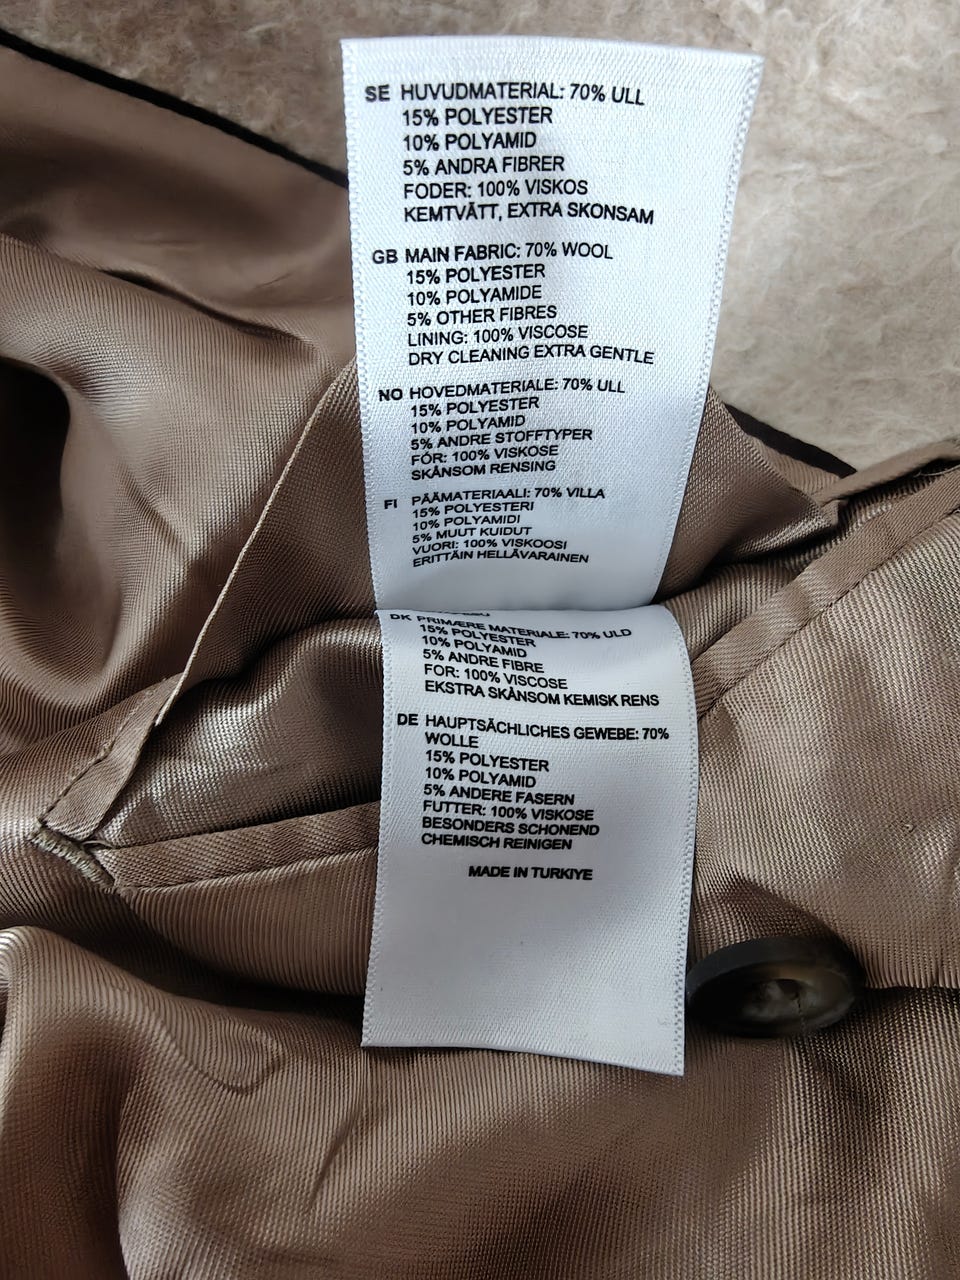 SE HUVUDMATERIAL: 70% ULL
15% POLYESTER
10% POLYAMID
5% ANDRA FIBRER
FODER: 100% VISKOS
KEMTVÄTT, EXTRA SKONSAM
GB MAIN FABRIC: 70% WOOL
15% POLYESTER
10% POLYAMIDE
5% OTHER FIBRES
LINING: 100% VISCOSE
DRY CLEANING EXTRA GENTLE
NO HOVEDMATERIALE: 70% ULL
15% POLYESTER
10% POLYAMID
5% ANDRE STOFFTYPER
FÓR: 100% VISKOSE
SKÅNSOM RENSING
FI PÄÄMATERIAALI: 70% VILLA
15% POLYESTERI
10% POLYAMIDI
5% MUUT KUIDUT
VUORI: 100% VISKOOSI
ERITTÄIN HELLÄVARAINEN
DK PRIMÆRE MATERIALE: 70% ULD
15% POLYESTER
10% POLYAMID
5% ANDRE FIBRE
FOR: 100% VISCOSE
EKSTRA SKÅNSOM KEMISK RENS
DE HAUPTSÄCHLICHES GEWEBE: 70%
WOLLE
15% POLYESTER
10% POLYAMID
5% ANDERE FASERN
FUTTER: 100% VISKOSE
BESONDERS SCHONEND
CHEMISCH REINIGEN
MADE IN TURKIYE